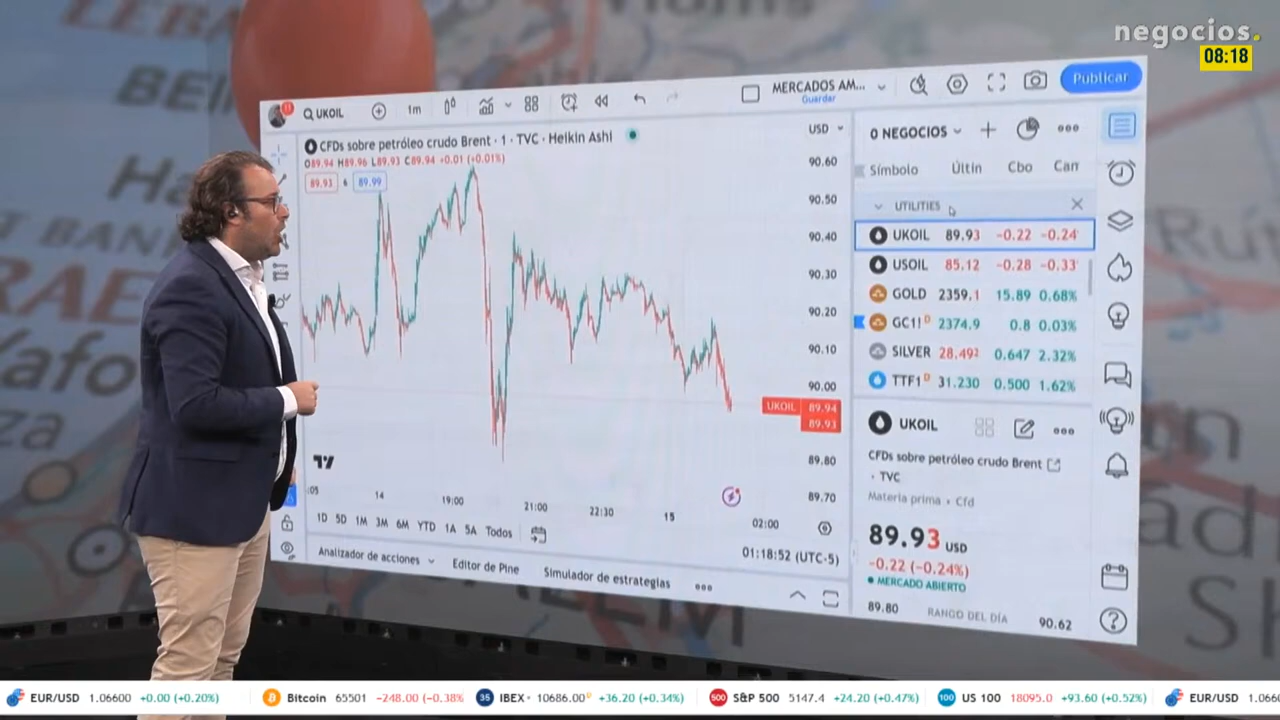 negocios.
08:18
11
UKOIL
1m
MERCADOS AM...
Guardar
Publicar
CFDs sobre petróleo crudo Brent · 1 · TVC · Heikin Ashi
O89.94 H89.96 L89.93 C89.94 +0.01 (+0.01%)
89.93 6 89.99
USD
90.60
90.50
90.40
90.30
90.20
90.10
90.00
UKOIL 89.94
89.93
89.80
89.70
:05 14 19:00 21:00 22:30 15 02:00
1D 5D 1M 3M 6M YTD 1A 5A Todos
01:18:52 (UTC-5)
Analizador de acciones Editor de Pine Simulador de estrategias
0 NEGOCIOS
Símbolo Últin Cbo Can
UTILITIES
UKOIL 89.93 -0.22 -0.24
USOIL 85.12 -0.28 -0.33
GOLD 2359.1 15.89 0.68%
GC1! D 2374.9 0.8 0.03%
SILVER 28.492 0.647 2.32%
TTF1 D 31.230 0.500 1.62%
UKOIL
CFDs sobre petróleo crudo Brent
· TVC
Materia prima · Cfd
89.93 USD
-0.22 (-0.24%)
MERCADO ABIERTO
89.80 RANGO DEL DÍA 90.62
EUR/USD 1.06600 +0.00 (+0.20%)
Bitcoin 65501 -248.00 (-0.38%
35 IBEX 10686.00 D +36.20 (+0.34%)
500 S&P 500 5147.4 +24.20 (+0.47%)
100 US 100 18095.0 +93.60 (+0.52%)
EUR/USD 1.066